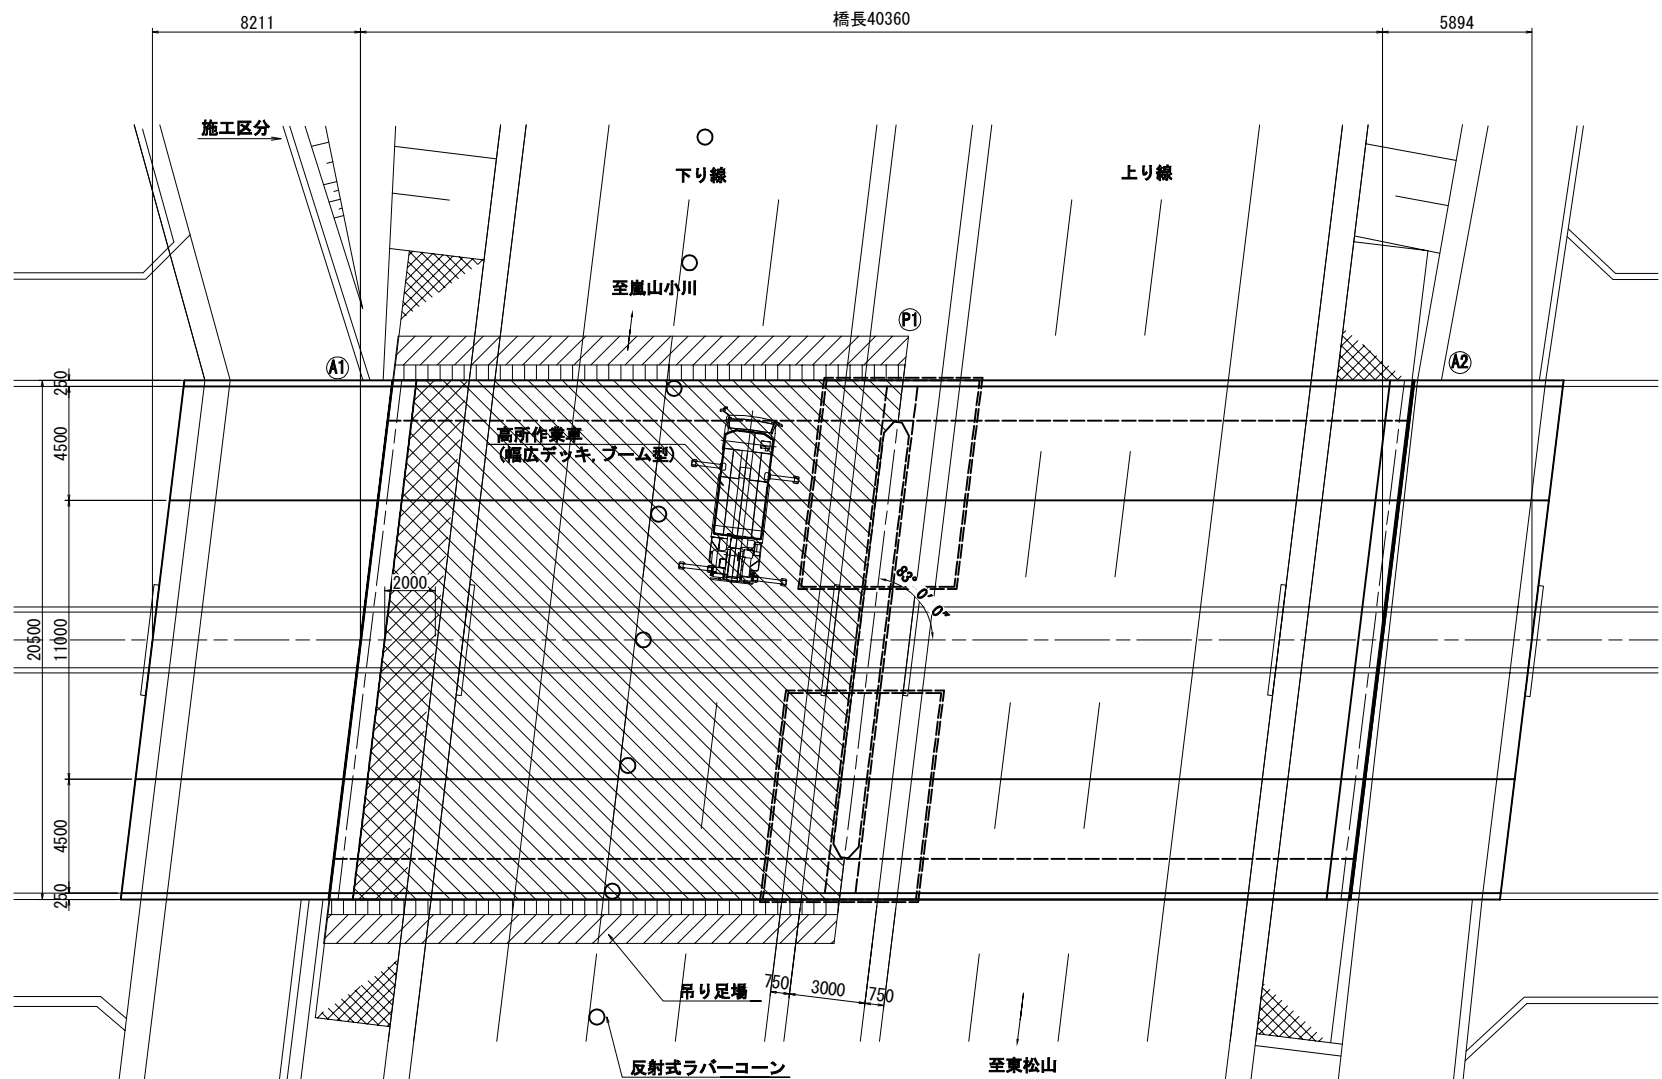 8211
橋長40360
5894
施工区分
下り線
上り線
至嵐山小川
P1
A1
A2
250
4500
高所作業車
(幅広デッキ,ブーム型)
2000
83° 0' 0"
20500
11000
4500
250
750
3000
750
吊り足場
反射式ラバーコーン
至東松山